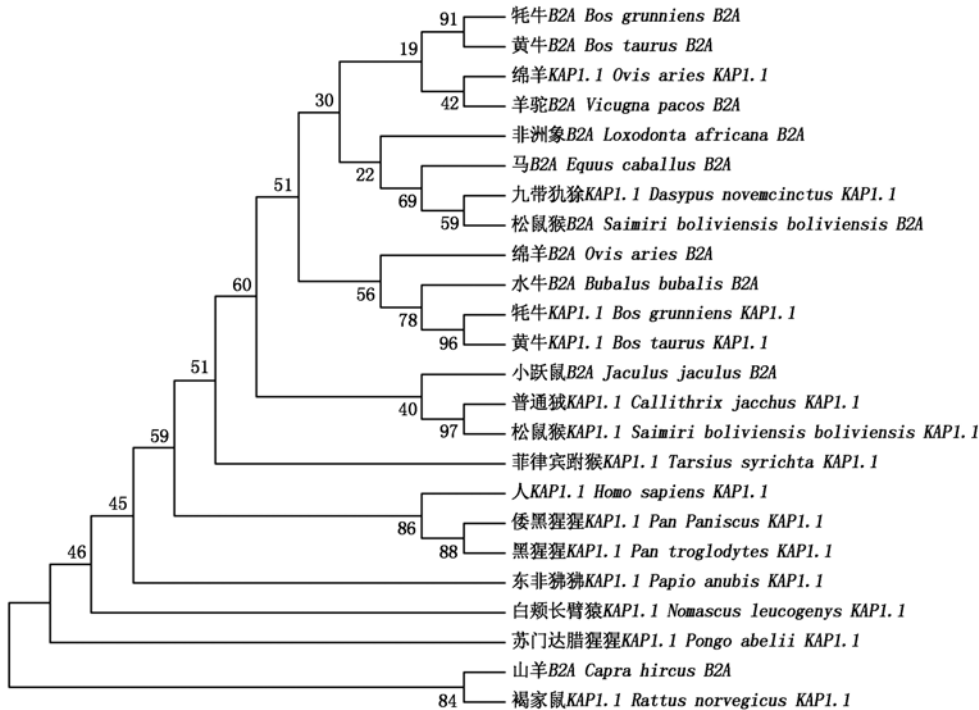 91
牦牛B2A Bos grunniens B2A
黄牛B2A Bos taurus B2A
19
绵羊KAP1.1 Ovis aries KAP1.1
42
羊驼B2A Vicugna pacos B2A
30
非洲象B2A Loxodonta africana B2A
22
马B2A Equus caballus B2A
69
九带犰狳KAP1.1 Dasypus novemcinctus KAP1.1
59
松鼠猴B2A Saimiri boliviensis boliviensis B2A
51
绵羊B2A Ovis aries B2A
56
水牛B2A Bubalus bubalis B2A
78
牦牛KAP1.1 Bos grunniens KAP1.1
96
黄牛KAP1.1 Bos taurus KAP1.1
60
小跃鼠B2A Jaculus jaculus B2A
40
普通狨KAP1.1 Callithrix jacchus KAP1.1
97
松鼠猴KAP1.1 Saimiri boliviensis boliviensis KAP1.1
51
菲律宾跗猴KAP1.1 Tarsius syrichta KAP1.1
59
人KAP1.1 Homo sapiens KAP1.1
86
倭黑猩猩KAP1.1 Pan Paniscus KAP1.1
88
黑猩猩KAP1.1 Pan troglodytes KAP1.1
45
东非狒狒KAP1.1 Papio anubis KAP1.1
46
白颊长臂猿KAP1.1 Nomascus leucogenys KAP1.1
苏门达腊猩猩KAP1.1 Pongo abelii KAP1.1
山羊B2A Capra hircus B2A
84
褐家鼠KAP1.1 Rattus norvegicus KAP1.1